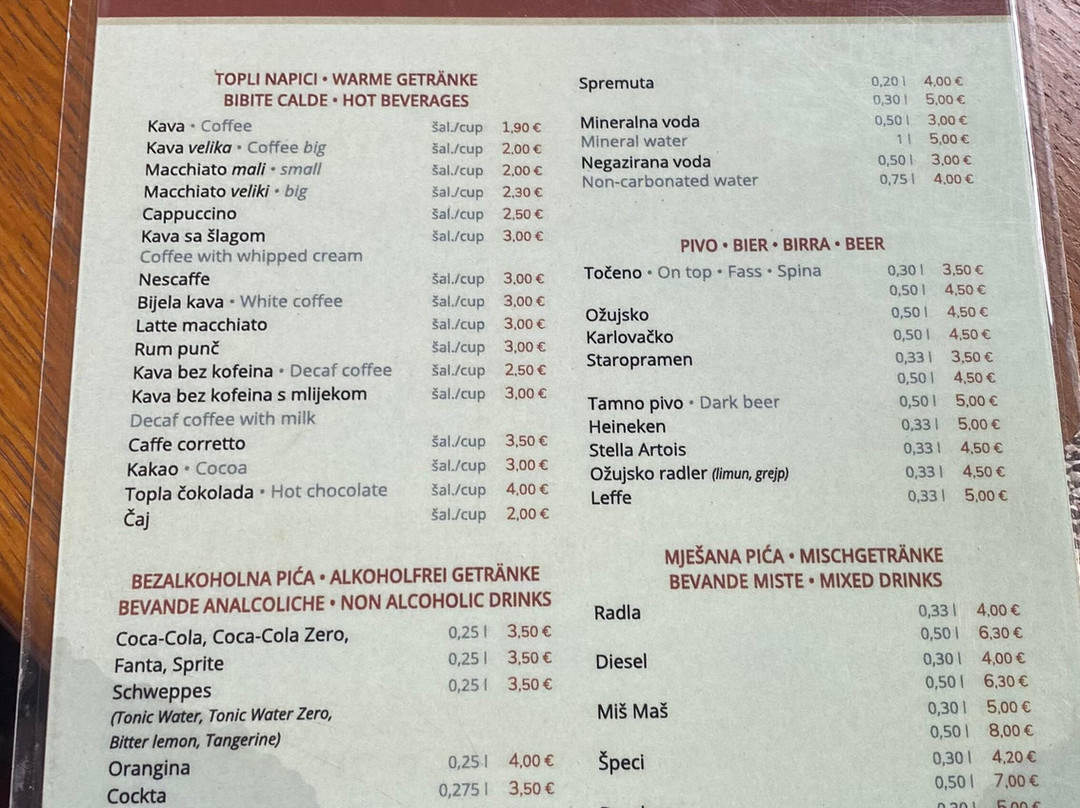 TOPLI NAPICI • WARME GETRÄNKE
BIBITE CALDE • HOT BEVERAGES
Kava • Coffee šal./cup 1,90 €
Kava velika • Coffee big šal./cup 2,00 €
Macchiato mali • small šal./cup 2,00 €
Macchiato veliki • big šal./cup 2,30 €
Cappuccino šal./cup 2,50 €
Kava sa šlagom šal./cup 3,00 €
Coffee with whipped cream
Nescaffe šal./cup 3,00 €
Bijela kava • White coffee šal./cup 3,00 €
Latte macchiato šal./cup 3,00 €
Rum punč šal./cup 3,00 €
Kava bez kofeina • Decaf coffee šal./cup 2,50 €
Kava bez kofeina s mlijekom šal./cup 3,00 €
Decaf coffee with milk
Caffe corretto šal./cup 3,50 €
Kakao • Cocoa šal./cup 3,00 €
Topla čokolada • Hot chocolate šal./cup 4,00 €
Čaj šal./cup 2,00 €
BEZALKOHOLNA PIĆA • ALKOHOLFREI GETRÄNKE
BEVANDE ANALCOLICHE • NON ALCOHOLIC DRINKS
Coca-Cola, Coca-Cola Zero, 0,25 l 3,50 €
Fanta, Sprite 0,25 l 3,50 €
Schweppes 0,25 l 3,50 €
(Tonic Water, Tonic Water Zero,
Bitter lemon, Tangerine)
Orangina 0,25 l 4,00 €
Cockta 0,275 l 3,50 €
Spremuta 0,20 l 4,00 €
0,30 l 5,00 €
Mineralna voda 0,50 l 3,00 €
Mineral water 1 l 5,00 €
Negazirana voda 0,50 l 3,00 €
Non-carbonated water 0,75 l 4,00 €
PIVO • BIER • BIRRA • BEER
Točeno • On top • Fass • Spina 0,30 l 3,50 €
0,50 l 4,50 €
Ožujsko 0,50 l 4,50 €
Karlovačko 0,50 l 4,50 €
Staropramen 0,33 l 3,50 €
0,50 l 4,50 €
Tamno pivo • Dark beer 0,50 l 5,00 €
Heineken 0,33 l 5,00 €
Stella Artois 0,33 l 4,50 €
Ožujsko radler (limun, grejp) 0,33 l 4,50 €
Leffe 0,33 l 5,00 €
MJEŠANA PIĆA • MISCHGETRÄNKE
BEVANDE MISTE • MIXED DRINKS
Radla 0,33 l 4,00 €
0,50 l 6,30 €
Diesel 0,30 l 4,00 €
0,50 l 6,30 €
Miš Maš 0,30 l 5,00 €
0,50 l 8,00 €
Špeci 0,30 l 4,20 €
0,50 l 7,00 €
0,20 l 5,00 €